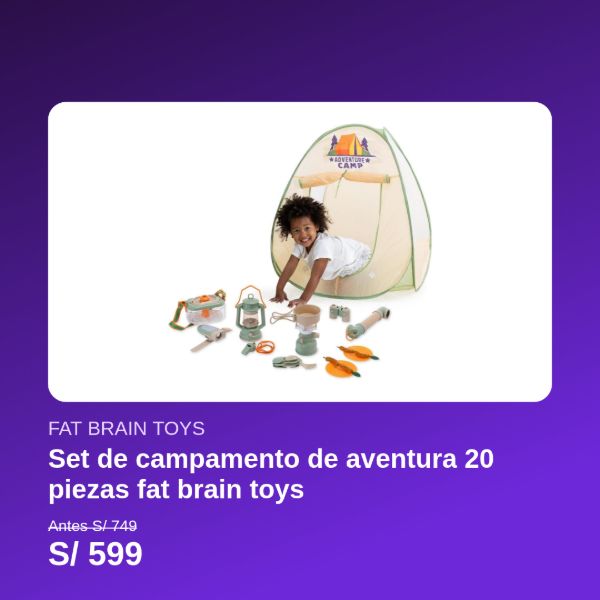 ADVENTURE
CAMP
FAT BRAIN TOYS
Set de campamento de aventura 20
piezas fat brain toys
Antes S/ 749
S/ 599